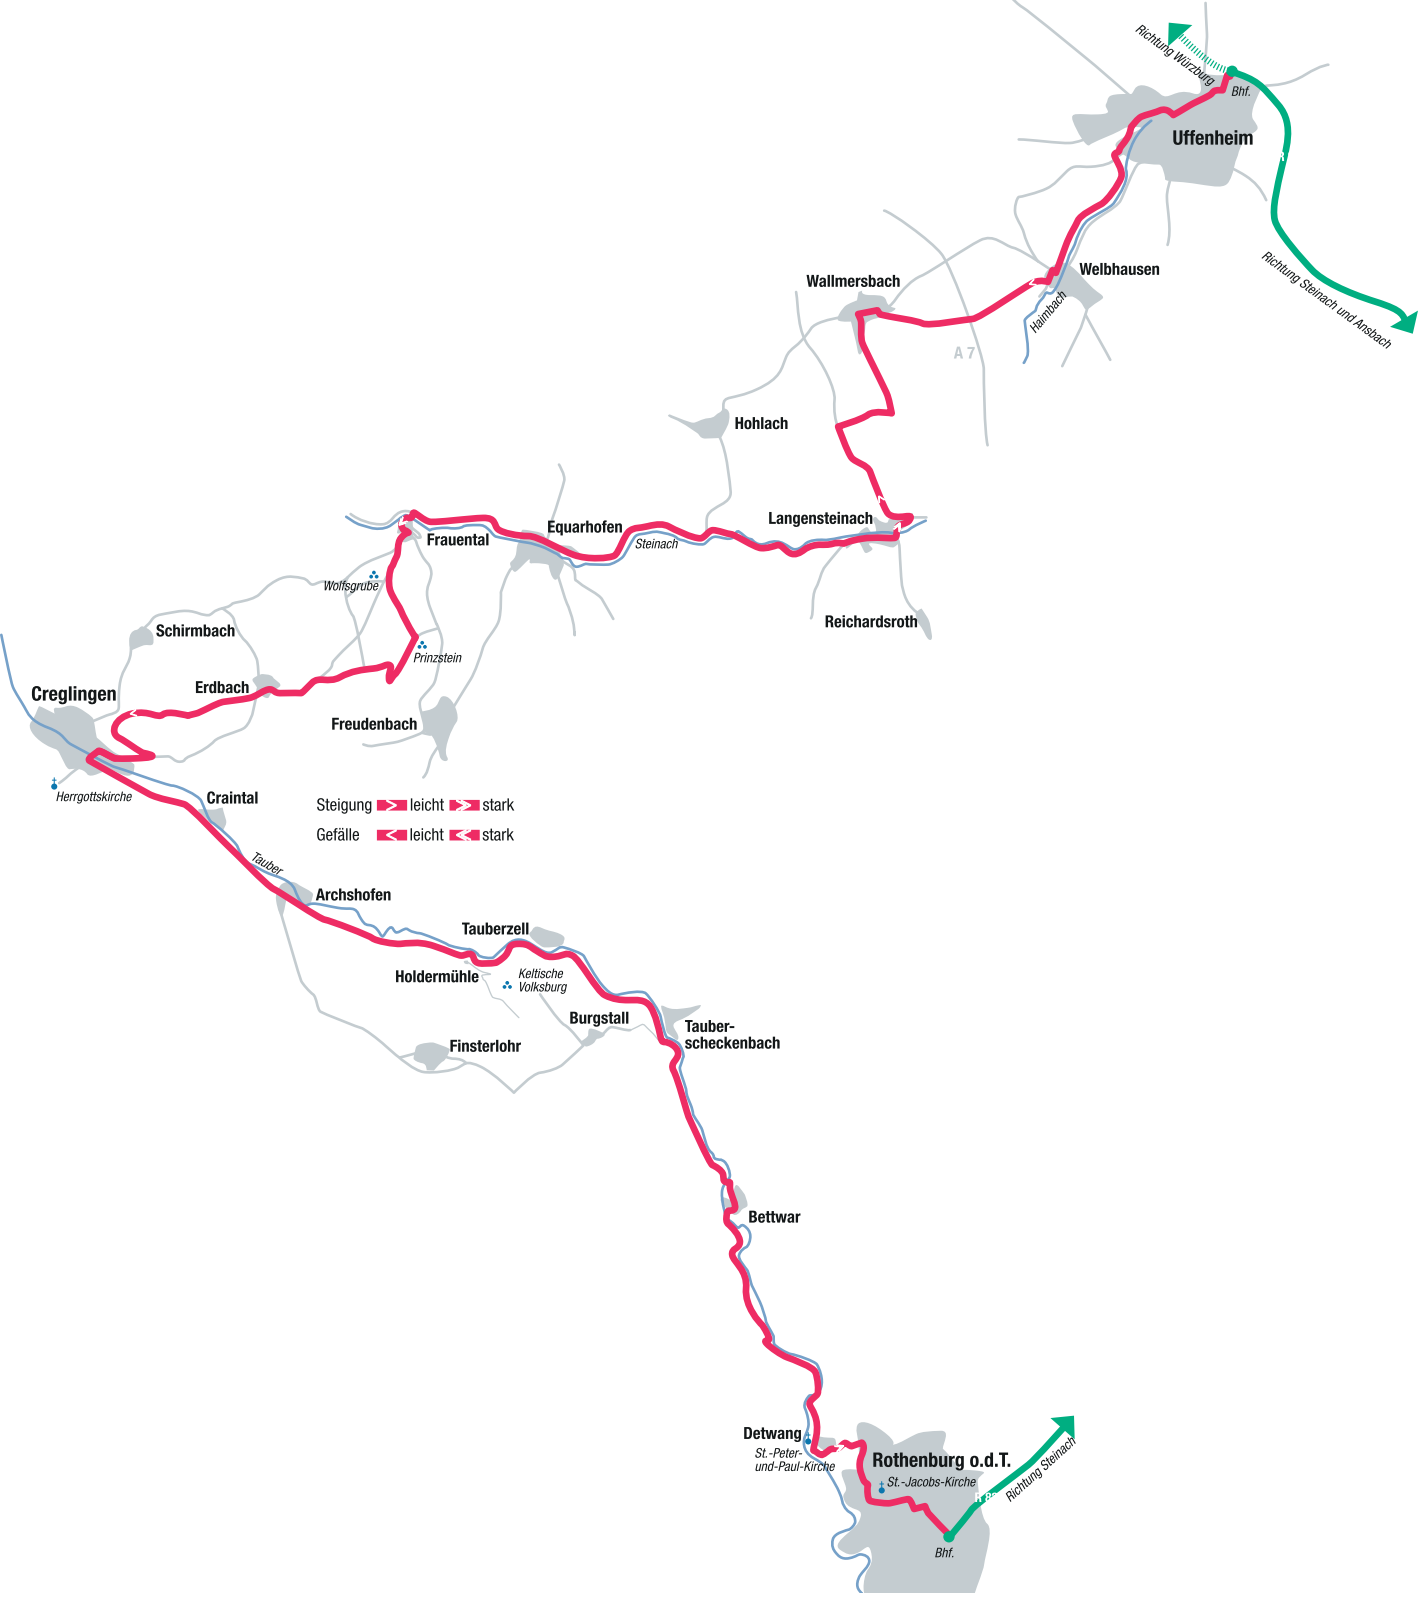 Richtung Würzburg
Bhf.
Uffenheim
R
Richtung Steinach und Ansbach
Welbhausen
Haimbach
Wallmersbach
A 7
Hohlach
Langensteinach
Equarhofen
Steinach
Frauental
Wolfsgrube
Reichardsroth
Schirmbach
Prinzstein
Erdbach
Creglingen
Freudenbach
Herrgottskirche
Craintal
Steigung leicht stark
Gefälle leicht stark
Tauber
Archshofen
Tauberzell
Holdermühle
Keltische
Volksburg
Burgstall
Tauber-
scheckenbach
Finsterlohr
Bettwar
Detwang
St.-Peter-
und-Paul-Kirche
Rothenburg o.d.T.
St.-Jacobs-Kirche
Richtung Steinach
Bhf.